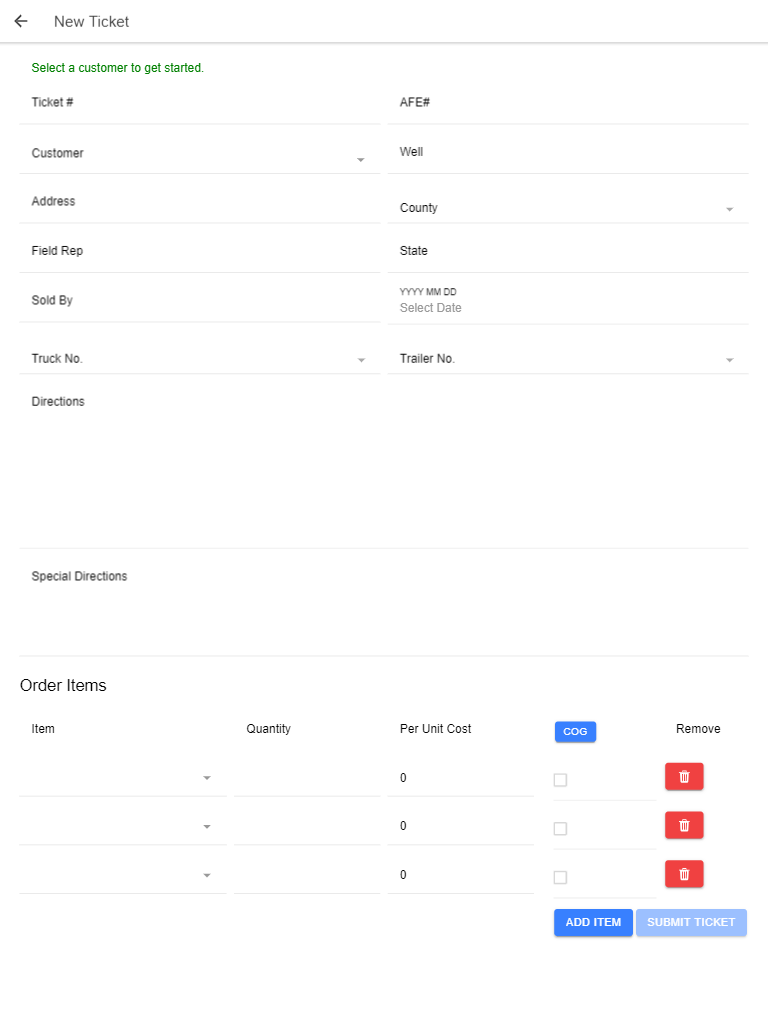 New Ticket
Select a customer to get started.
Ticket #
AFE#
Customer
Well
Address
County
Field Rep
State
Sold By
YYYY MM DD
Select Date
Truck No.
Trailer No.
Directions
Special Directions
Order Items
Item Quantity Per Unit Cost COG Remove
0
0
0
ADD ITEM SUBMIT TICKET